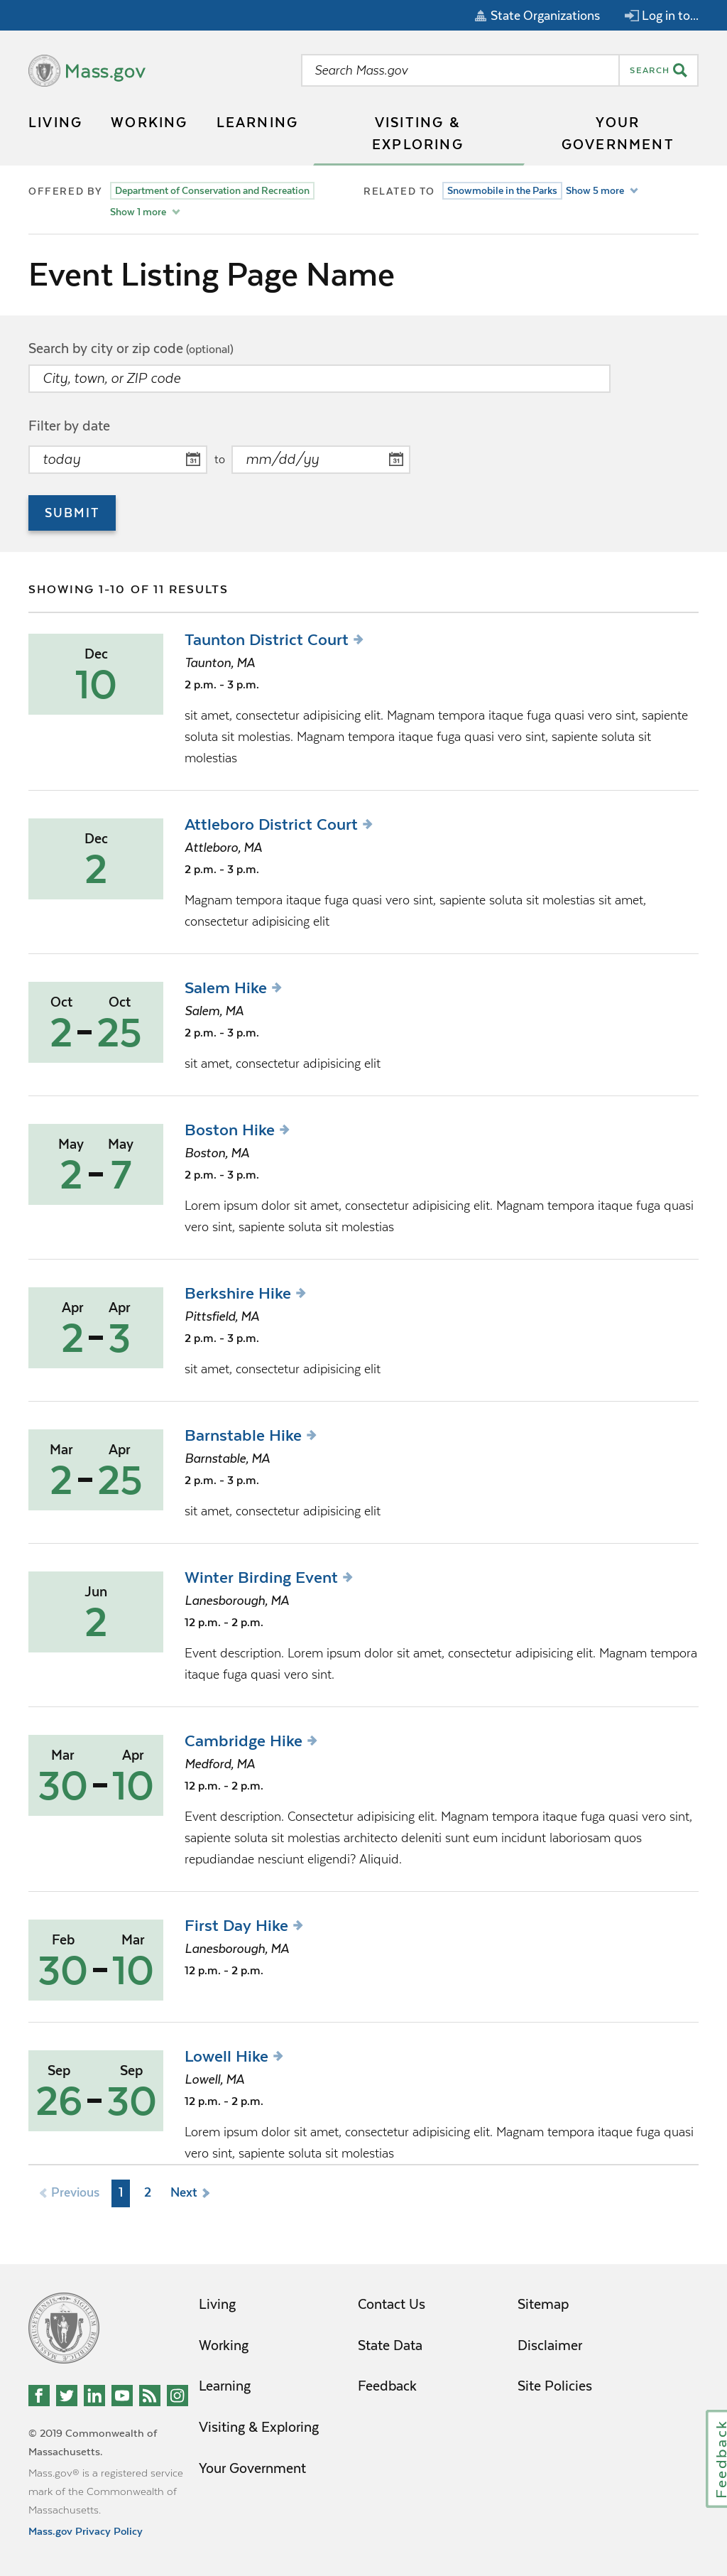 State Organizations
Log in to...
Mass.gov
Search Mass.gov
SEARCH
LIVING
WORKING
LEARNING
VISITING &
EXPLORING
YOUR
GOVERNMENT
OFFERED BY
Department of Conservation and Recreation
Show 1 more
RELATED TO
Snowmobile in the Parks
Show 5 more
Event Listing Page Name
Search by city or zip code (optional)
City, town, or ZIP code
Filter by date
today
31
to
mm/dd/yy
31
SUBMIT
SHOWING 1-10 OF 11 RESULTS
Dec
10
Taunton District Court
Taunton, MA
2 p.m. - 3 p.m.
sit amet, consectetur adipisicing elit. Magnam tempora itaque fuga quasi vero sint, sapiente
soluta sit molestias. Magnam tempora itaque fuga quasi vero sint, sapiente soluta sit
molestias
Dec
2
Attleboro District Court
Attleboro, MA
2 p.m. - 3 p.m.
Magnam tempora itaque fuga quasi vero sint, sapiente soluta sit molestias sit amet,
consectetur adipisicing elit
Oct Oct
2 - 25
Salem Hike
Salem, MA
2 p.m. - 3 p.m.
sit amet, consectetur adipisicing elit
May May
2 - 7
Boston Hike
Boston, MA
2 p.m. - 3 p.m.
Lorem ipsum dolor sit amet, consectetur adipisicing elit. Magnam tempora itaque fuga quasi
vero sint, sapiente soluta sit molestias
Apr Apr
2 - 3
Berkshire Hike
Pittsfield, MA
2 p.m. - 3 p.m.
sit amet, consectetur adipisicing elit
Mar Apr
2 - 25
Barnstable Hike
Barnstable, MA
2 p.m. - 3 p.m.
sit amet, consectetur adipisicing elit
Jun
2
Winter Birding Event
Lanesborough, MA
12 p.m. - 2 p.m.
Event description. Lorem ipsum dolor sit amet, consectetur adipisicing elit. Magnam tempora
itaque fuga quasi vero sint.
Mar Apr
30 - 10
Cambridge Hike
Medford, MA
12 p.m. - 2 p.m.
Event description. Consectetur adipisicing elit. Magnam tempora itaque fuga quasi vero sint,
sapiente soluta sit molestias architecto deleniti sunt eum incidunt laboriosam quos
repudiandae nesciunt eligendi? Aliquid.
Feb Mar
30 - 10
First Day Hike
Lanesborough, MA
12 p.m. - 2 p.m.
Sep Sep
26 - 30
Lowell Hike
Lowell, MA
12 p.m. - 2 p.m.
Lorem ipsum dolor sit amet, consectetur adipisicing elit. Magnam tempora itaque fuga quasi
vero sint, sapiente soluta sit molestias
Previous
1
2
Next
Living
Working
Learning
Visiting & Exploring
Your Government
Contact Us
State Data
Feedback
Sitemap
Disclaimer
Site Policies
© 2019 Commonwealth of
Massachusetts.
Mass.gov® is a registered service
mark of the Commonwealth of
Massachusetts.
Mass.gov Privacy Policy
Feedback